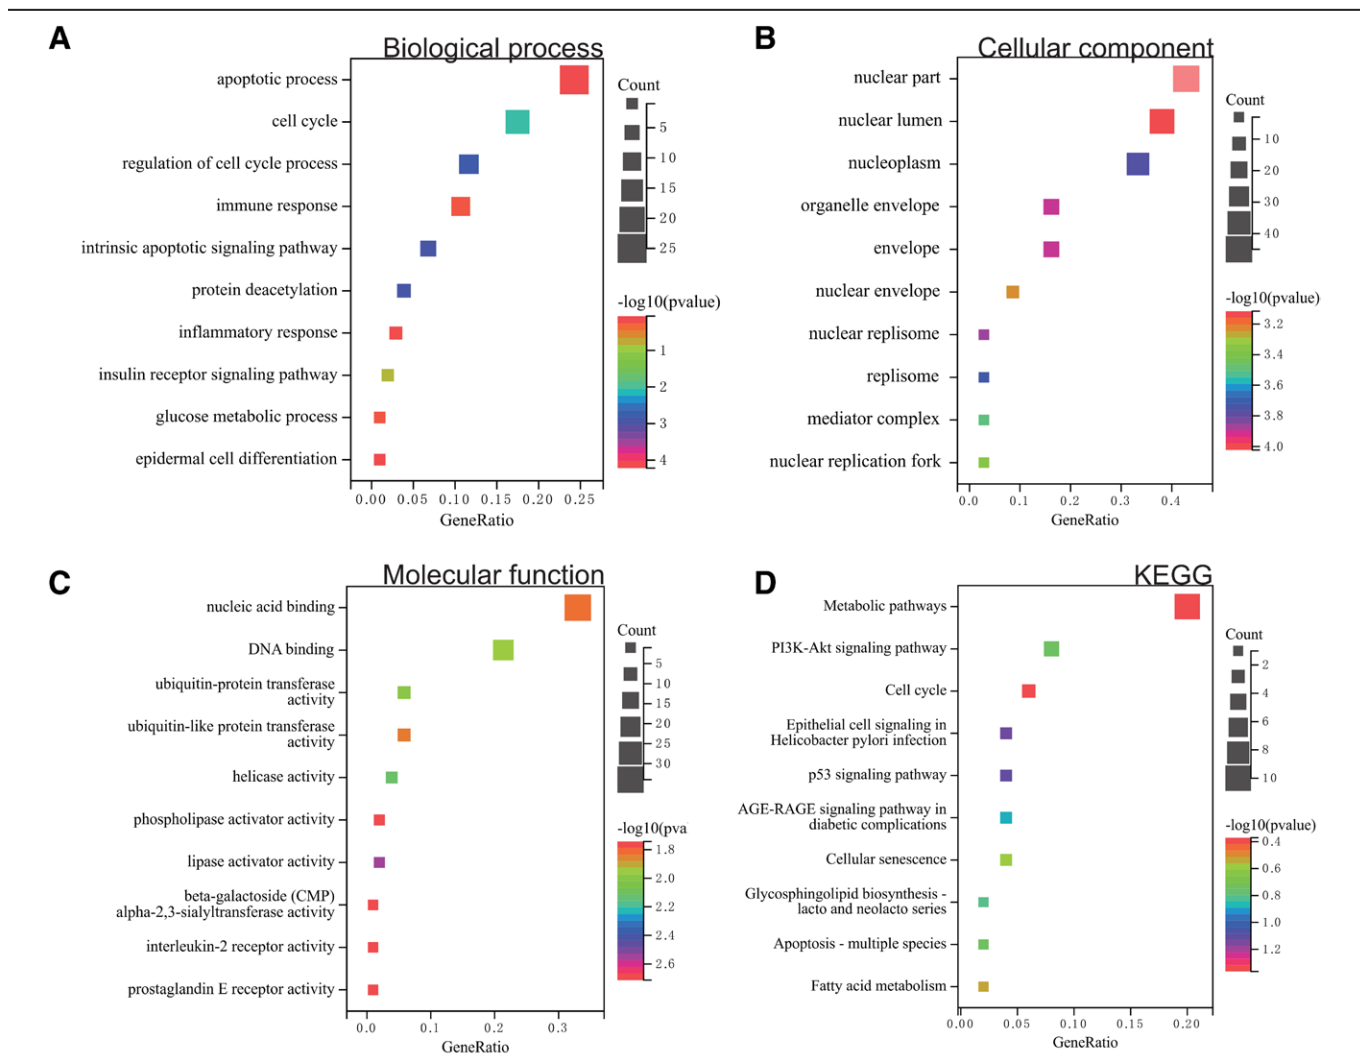 A
Biological process
apoptotic process
cell cycle
regulation of cell cycle process
immune response
intrinsic apoptotic signaling pathway
protein deacetylation
inflammatory response
insulin receptor signaling pathway
glucose metabolic process
epidermal cell differentiation
0.0 0.05 0.10 0.15 0.20 0.25
GeneRatio
Count
5
10
15
20
25
-log10(pvalue)
1
2
3
4
B
Cellular component
nuclear part
nuclear lumen
nucleoplasm
organelle envelope
envelope
nuclear envelope
nuclear replisome
replisome
mediator complex
nuclear replication fork
0.0 0.1 0.2 0.3 0.4
GeneRatio
Count
10
20
30
40
-log10(pvalue)
3.2
3.4
3.6
3.8
4.0
C
Molecular function
nucleic acid binding
DNA binding
ubiquitin-protein transferase
activity
ubiquitin-like protein transferase
activity
helicase activity
phospholipase activator activity
lipase activator activity
beta-galactoside (CMP)
alpha-2,3-sialyltransferase activity
interleukin-2 receptor activity
prostaglandin E receptor activity
0.0 0.1 0.2 0.3
GeneRatio
Count
5
10
15
20
25
30
-log10(pva
1.8
2.0
2.2
2.4
2.6
D
KEGG
Metabolic pathways
PI3K-Akt signaling pathway
Cell cycle
Epithelial cell signaling in
Helicobacter pylori infection
p53 signaling pathway
AGE-RAGE signaling pathway in
diabetic complications
Cellular senescence
Glycosphingolipid biosynthesis -
lacto and neolacto series
Apoptosis - multiple species
Fatty acid metabolism
0.00 0.05 0.10 0.15 0.20
GeneRatio
Count
2
4
6
8
10
-log10(pvalue)
0.4
0.6
0.8
1.0
1.2